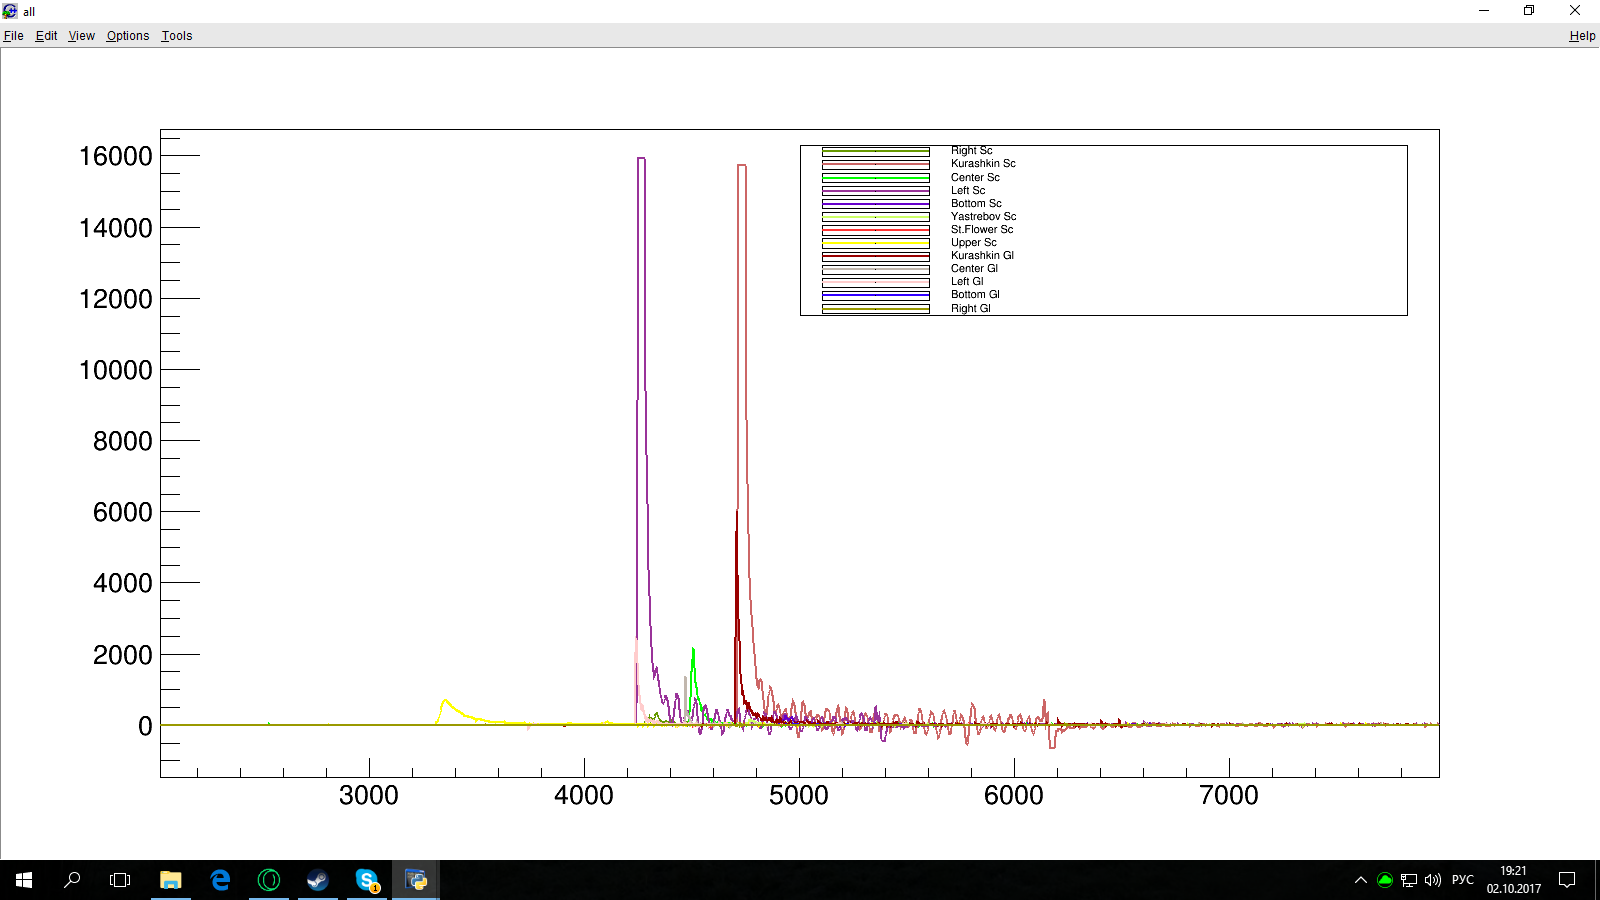 all
File Edit View Options Tools Help
16000
14000
12000
10000
8000
6000
4000
2000
0
3000 4000 5000 6000 7000
Right Sc
Kurashkin Sc
Center Sc
Left Sc
Bottom Sc
Yastrebov Sc
St.Flower Sc
Upper Sc
Kurashkin Gl
Center Gl
Left Gl
Bottom Gl
Right Gl
1
РУС
19:21
02.10.2017